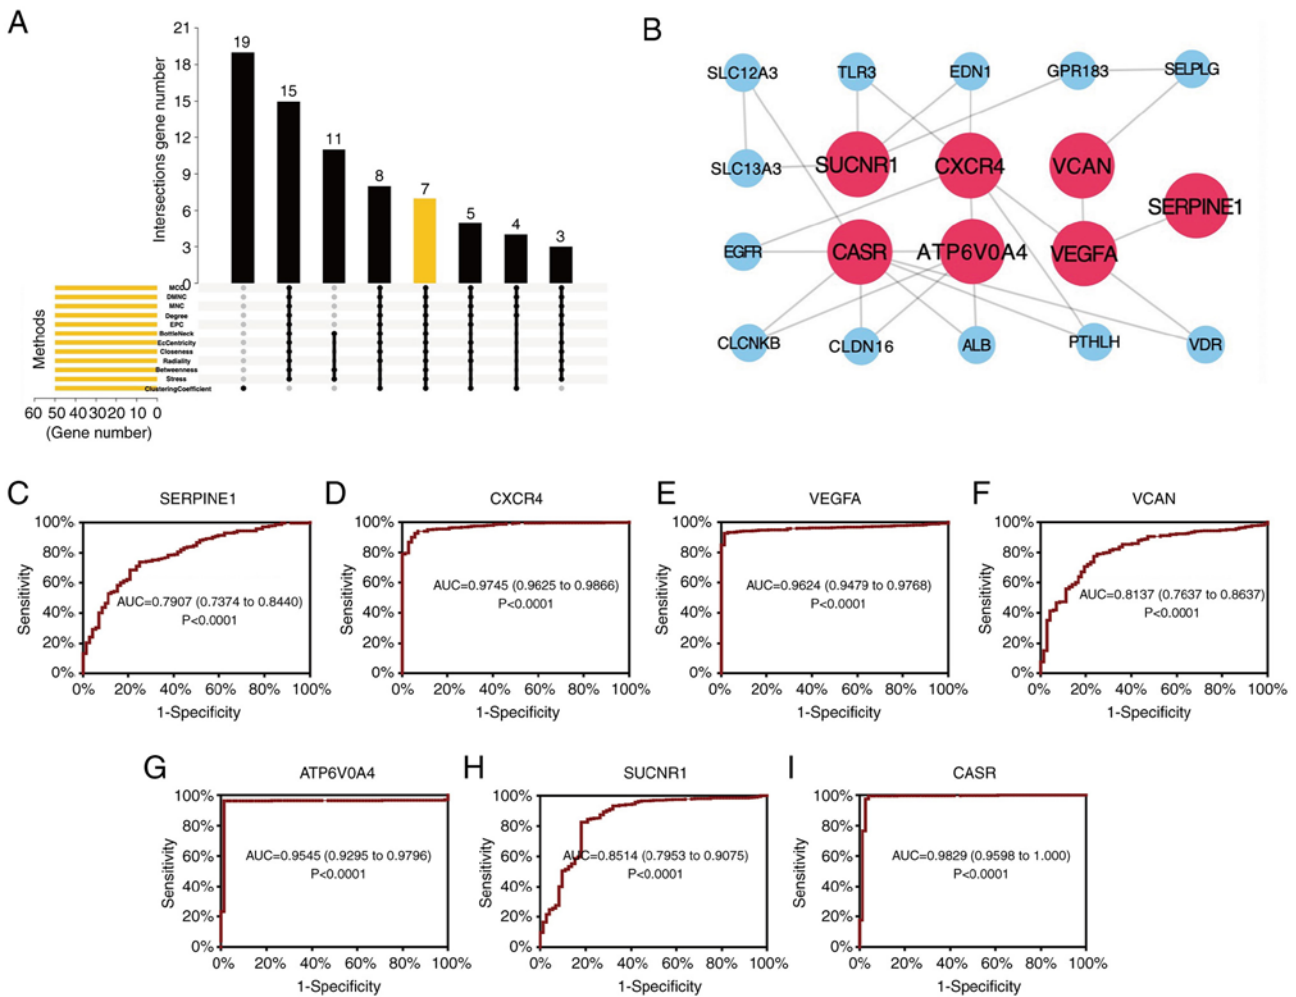 A
Intersections gene number
21
18
15
12
9
6
3
0
19
15
11
8
7
5
4
3
Methods
MCC
DMNC
MNC
Degree
EPC
BottleNeck
EcCentricity
Closeness
Radiality
Betweenness
Stress
ClusteringCoefficient
60 50 40 30 20 10 0
(Gene number)
B
SLC12A3 TLR3 EDN1 GPR183 SELPLG
SLC13A3 SUCNR1 CXCR4 VCAN
SERPINE1
EGFR CASR ATP6V0A4 VEGFA
CLCNKB CLDN16 ALB PTHLH VDR
C
SERPINE1
Sensitivity
100%
80%
60%
40%
20%
0%
AUC=0.7907 (0.7374 to 0.8440)
P<0.0001
0% 20% 40% 60% 80% 100%
1-Specificity
D
CXCR4
Sensitivity
100%
80%
60%
40%
20%
0%
AUC=0.9745 (0.9625 to 0.9866)
P<0.0001
0% 20% 40% 60% 80% 100%
1-Specificity
E
VEGFA
Sensitivity
100%
80%
60%
40%
20%
0%
AUC=0.9624 (0.9479 to 0.9768)
P<0.0001
0% 20% 40% 60% 80% 100%
1-Specificity
F
VCAN
Sensitivity
100%
80%
60%
40%
20%
0%
AUC=0.8137 (0.7637 to 0.8637)
P<0.0001
0% 20% 40% 60% 80% 100%
1-Specificity
G
ATP6V0A4
Sensitivity
100%
80%
60%
40%
20%
0%
AUC=0.9545 (0.9295 to 0.9796)
P<0.0001
0% 20% 40% 60% 80% 100%
1-Specificity
H
SUCNR1
Sensitivity
100%
80%
60%
40%
20%
0%
AUC=0.8514 (0.7953 to 0.9075)
P<0.0001
0% 20% 40% 60% 80% 100%
1-Specificity
I
CASR
Sensitivity
100%
80%
60%
40%
20%
0%
AUC=0.9829 (0.9598 to 1.000)
P<0.0001
0% 20% 40% 60% 80% 100%
1-Specificity